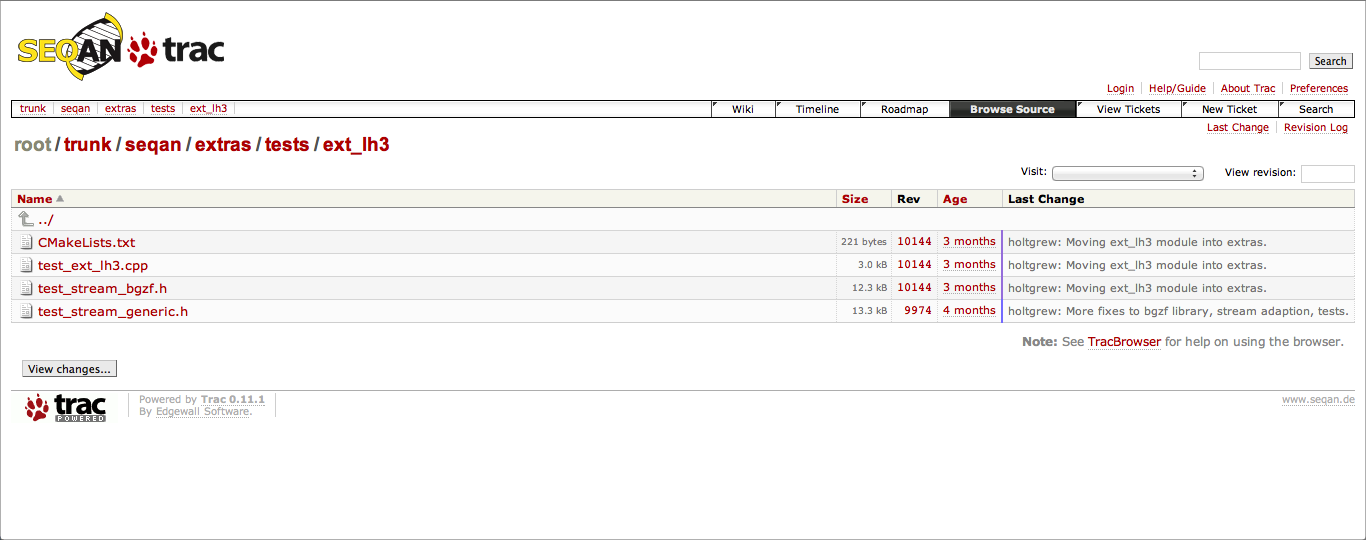 SEQAN trac
Search
Login Help/Guide About Trac Preferences
trunk seqan extras tests ext_lh3 Wiki Timeline Roadmap Browse Source View Tickets New Ticket Search
Last Change Revision Log
root / trunk / seqan / extras / tests / ext_lh3
Visit: View revision:
Name Size Rev Age Last Change
../
CMakeLists.txt 221 bytes 10144 3 months holtgrew: Moving ext_lh3 module into extras.
test_ext_lh3.cpp 3.0 kB 10144 3 months holtgrew: Moving ext_lh3 module into extras.
test_stream_bgzf.h 12.3 kB 10144 3 months holtgrew: Moving ext_lh3 module into extras.
test_stream_generic.h 13.3 kB 9974 4 months holtgrew: More fixes to bgzf library, stream adaption, tests.
Note: See TracBrowser for help on using the browser.
View changes...
trac POWERED
Powered by Trac 0.11.1
By Edgewall Software.
www.seqan.de